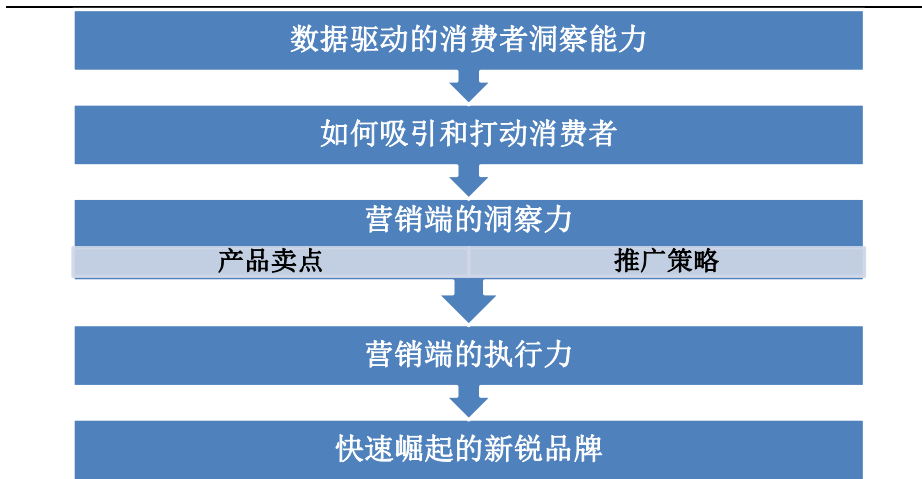 数据驱动的消费者洞察能力
如何吸引和打动消费者
营销端的洞察力
产品卖点
推广策略
营销端的执行力
快速崛起的新锐品牌